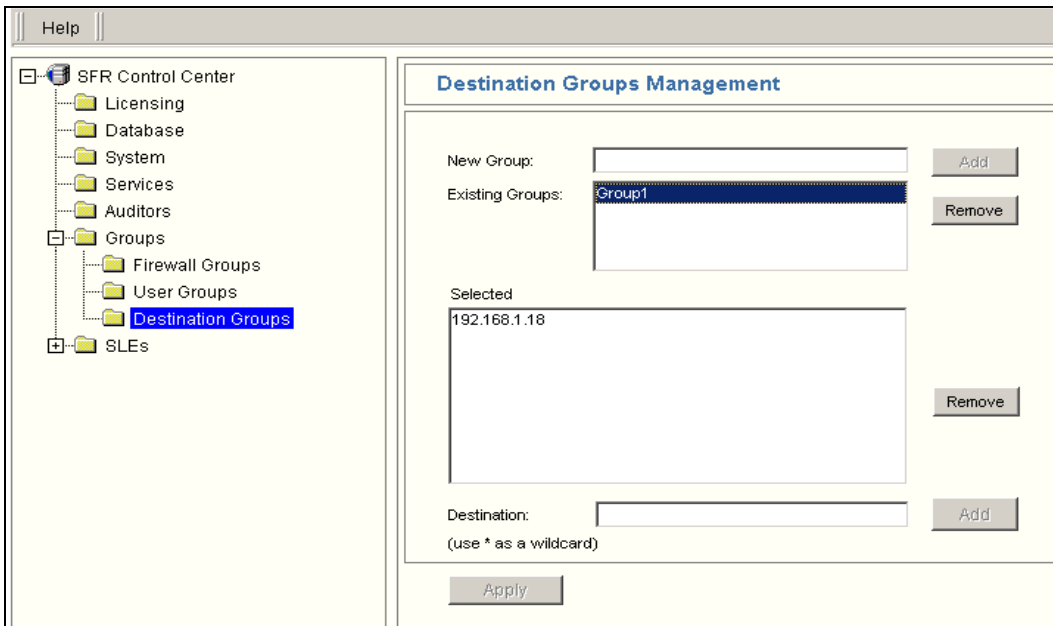 Help
SFR Control Center
Licensing
Database
System
Services
Auditors
Groups
Firewall Groups
User Groups
Destination Groups
SLEs
Destination Groups Management
New Group:
Add
Existing Groups:
Group1
Remove
Selected
192.168.1.18
Remove
Destination:
Add
(use * as a wildcard)
Apply